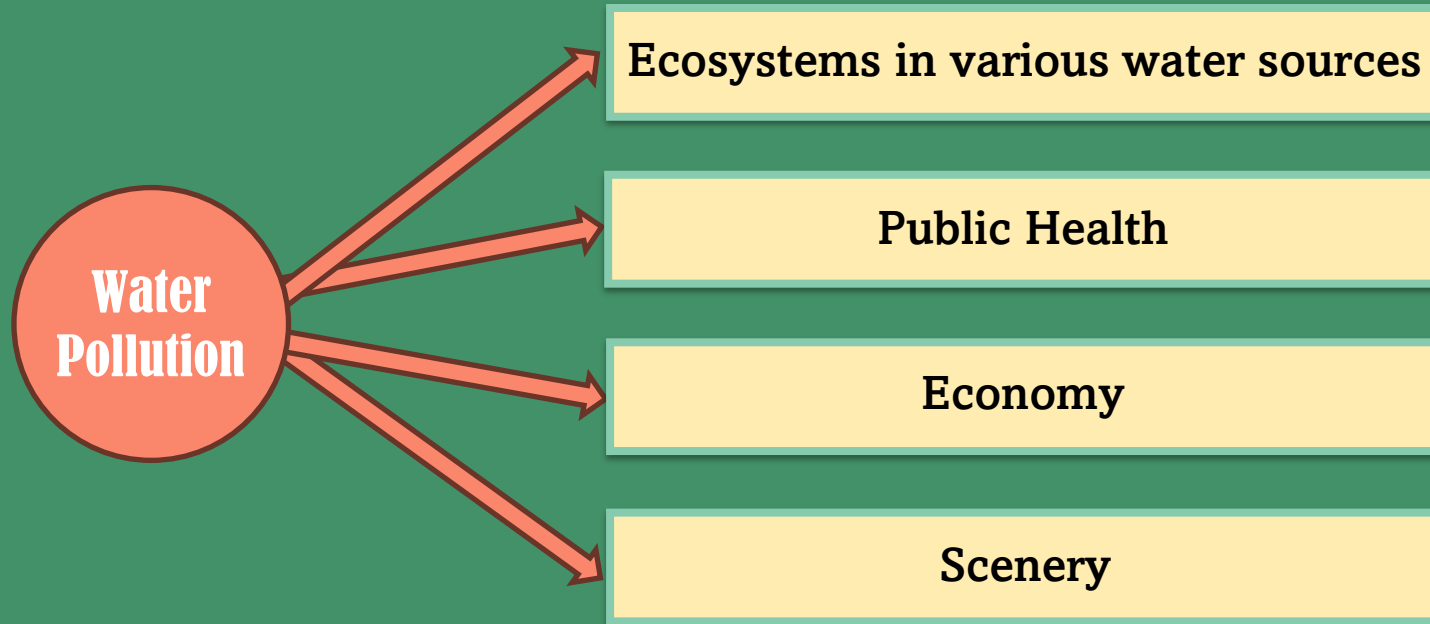 Water
Pollution
Ecosystems in various water sources
Public Health
Economy
Scenery